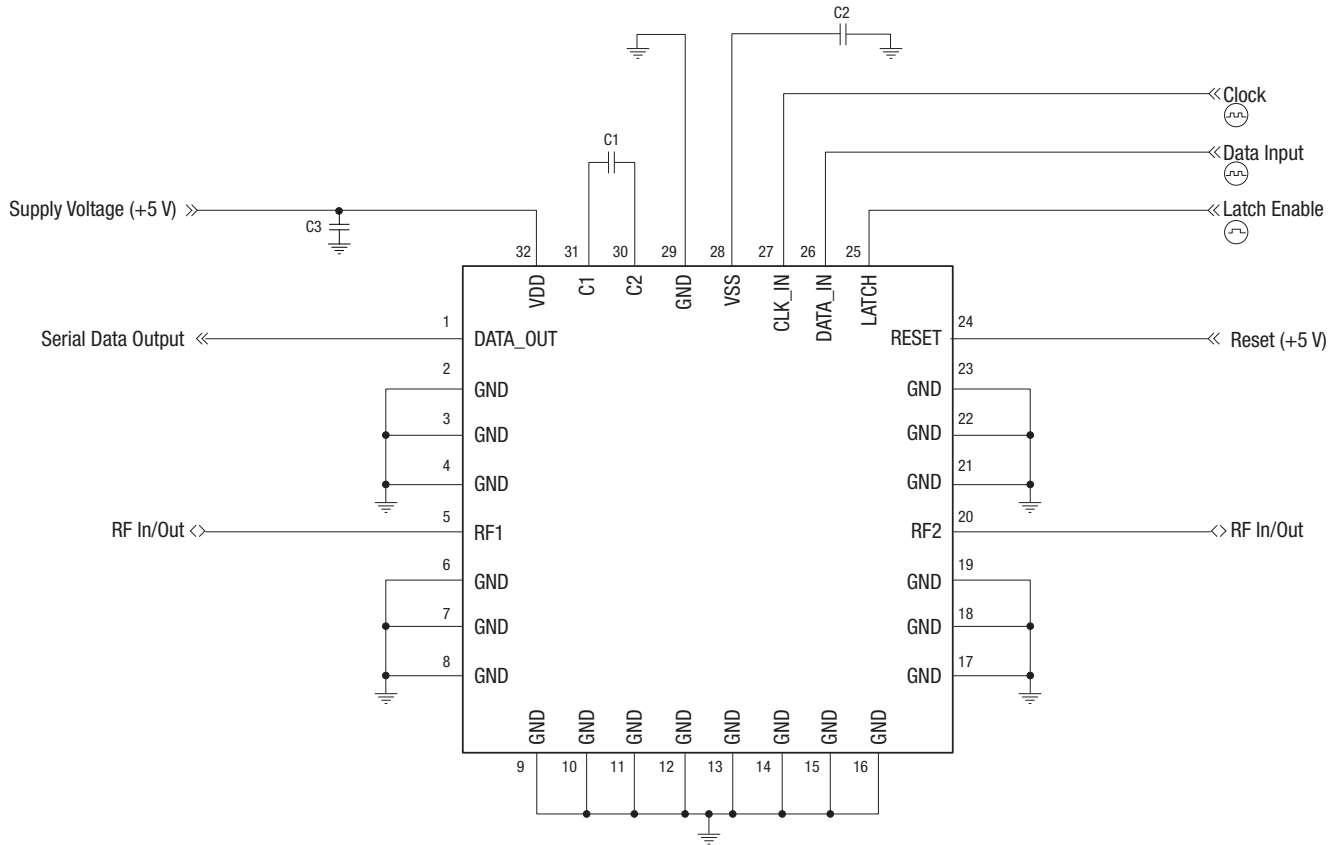 C2
Clock
C1
Data Input
Supply Voltage (+5 V)
Latch Enable
C3
32 31 30 29 28 27 26 25
VDD C1 C2 GND VSS CLK_IN DATA_IN LATCH
1 24
Serial Data Output DATA_OUT RESET Reset (+5 V)
2 23
GND GND
3 22
GND GND
4 21
GND GND
5 20
RF In/Out RF1 RF2 RF In/Out
6 19
GND GND
7 18
GND GND
8 17
GND GND
GND GND GND GND GND GND GND GND
9 10 11 12 13 14 15 16